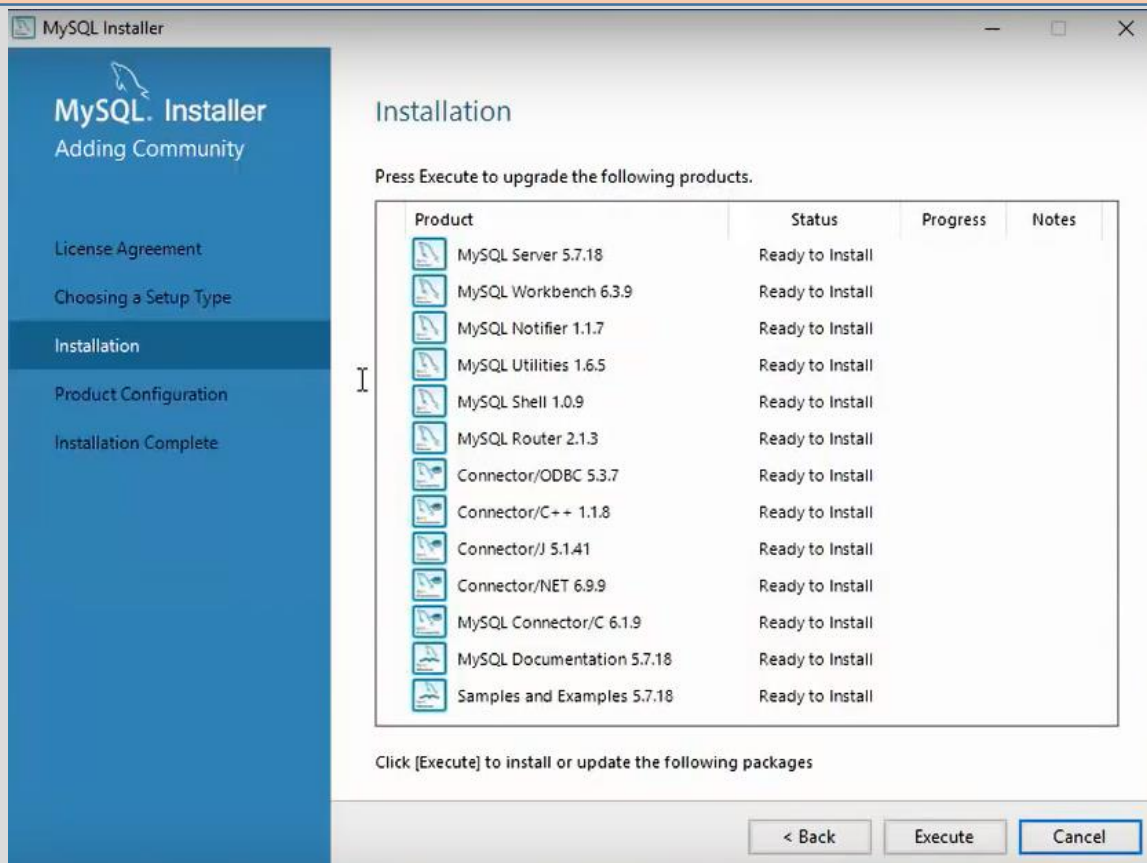 MySQL Installer
MySQL. Installer
Adding Community
License Agreement
Choosing a Setup Type
Installation
Product Configuration
Installation Complete
Installation
Press Execute to upgrade the following products.
Product Status Progress Notes
MySQL Server 5.7.18 Ready to Install
MySQL Workbench 6.3.9 Ready to Install
MySQL Notifier 1.1.7 Ready to Install
MySQL Utilities 1.6.5 Ready to Install
MySQL Shell 1.0.9 Ready to Install
MySQL Router 2.1.3 Ready to Install
Connector/ODBC 5.3.7 Ready to Install
Connector/C++ 1.1.8 Ready to Install
Connector/J 5.1.41 Ready to Install
Connector/NET 6.9.9 Ready to Install
MySQL Connector/C 6.1.9 Ready to Install
MySQL Documentation 5.7.18 Ready to Install
Samples and Examples 5.7.18 Ready to Install
Click [Execute] to install or update the following packages
< Back Execute Cancel